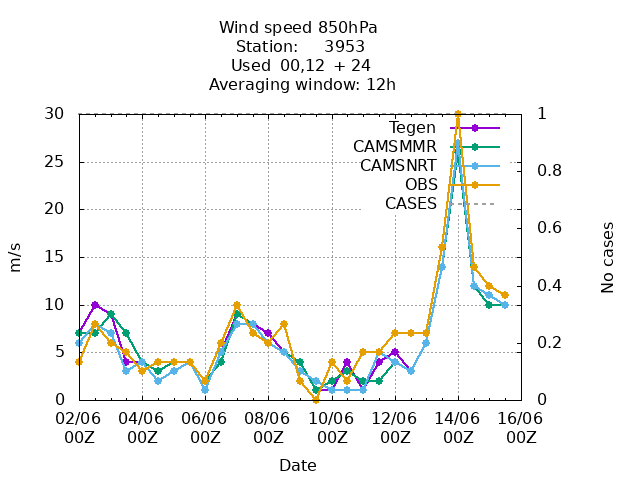 Wind speed 850hPa
Station: 3953
Used 00,12 + 24
Averaging window: 12h
30 1
Tegen
CAMSMMR
25
CAMSNRT
0.8
OBS
20
CASES
0.6
15
m/s
No cases
0.4
10
0.2
5
0 0
02/06 04/06 06/06 08/06 10/06 12/06 14/06 16/06
00Z 00Z 00Z 00Z 00Z 00Z 00Z 00Z
Date